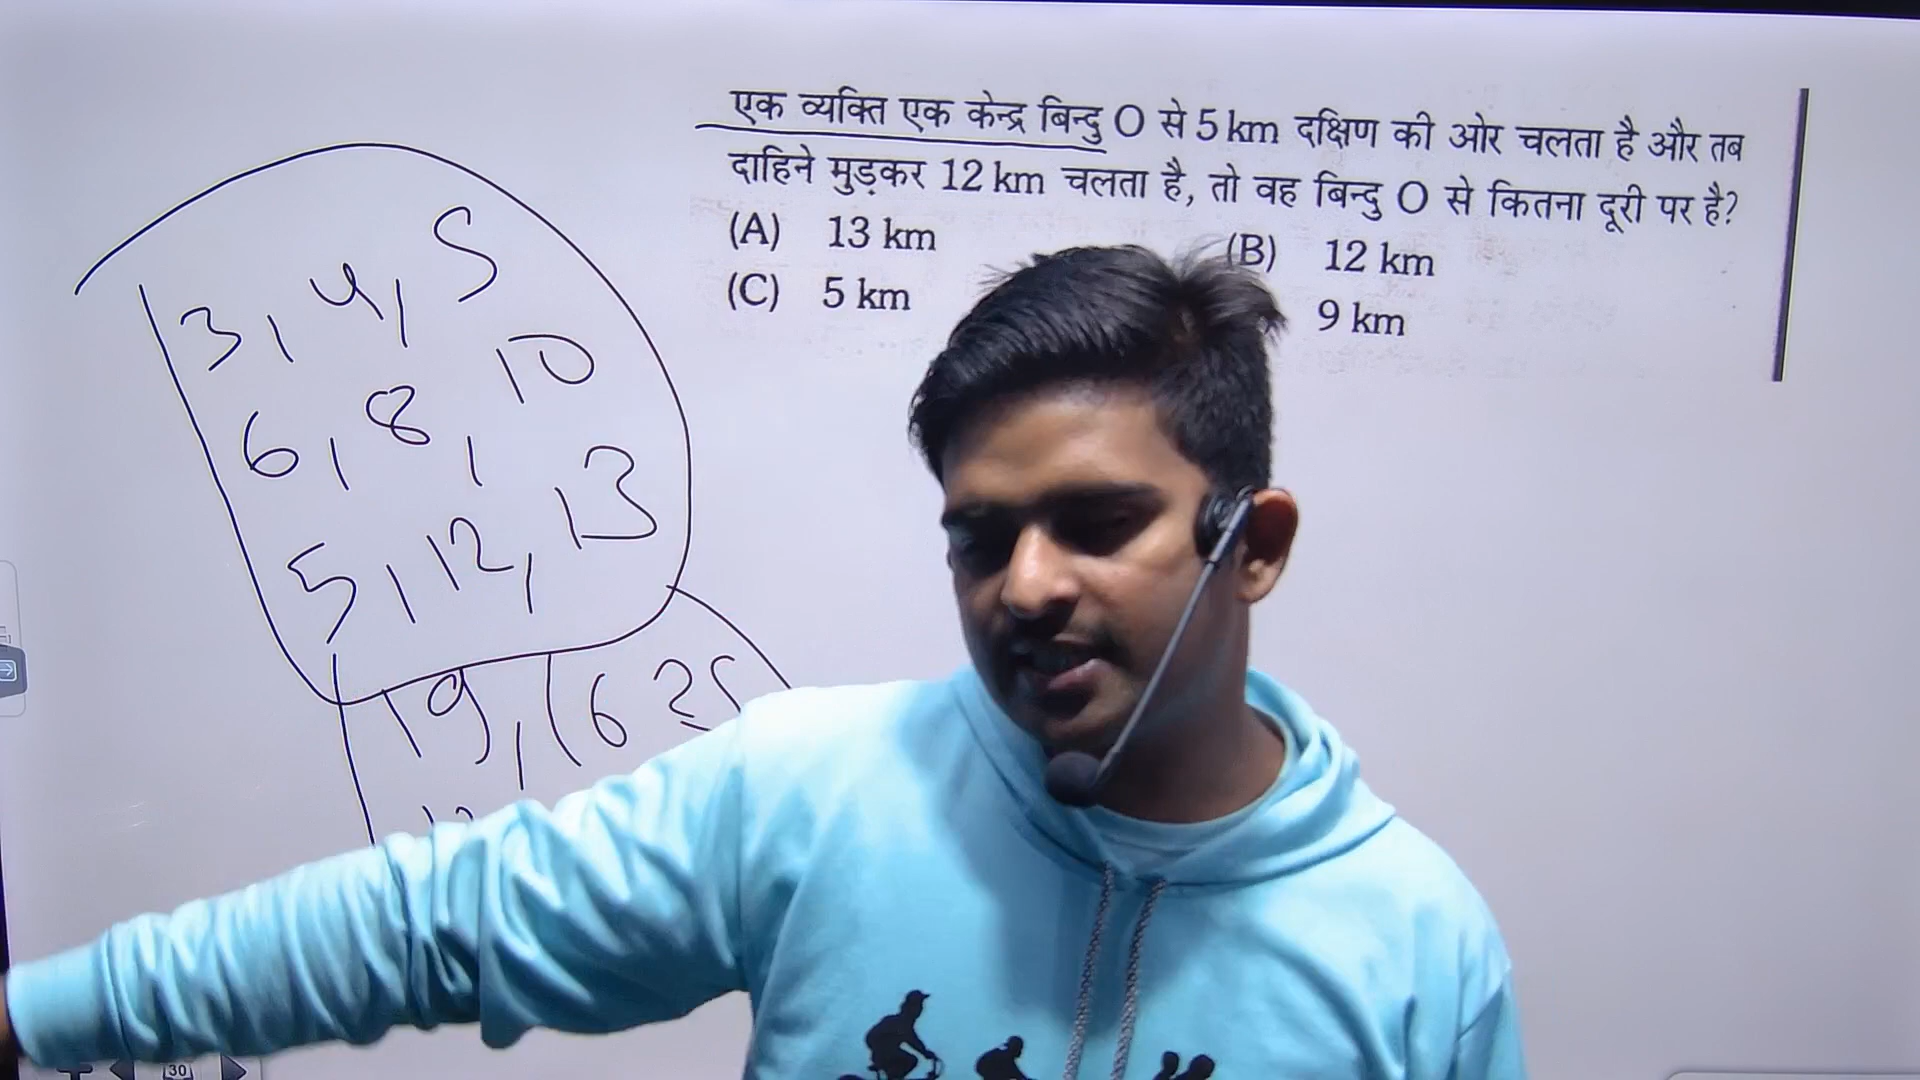 एक व्यक्ति एक केन्द्र बिन्दु O से 5 km दक्षिण की ओर चलता है और तब
दाहिने मुड़कर 12 km चलता है, तो वह बिन्दु O से कितना दूरी पर है?
(A) 13 km (B) 12 km
(C) 5 km 9 km
3, 4, 5
6, 8, 10
5, 12, 13
30